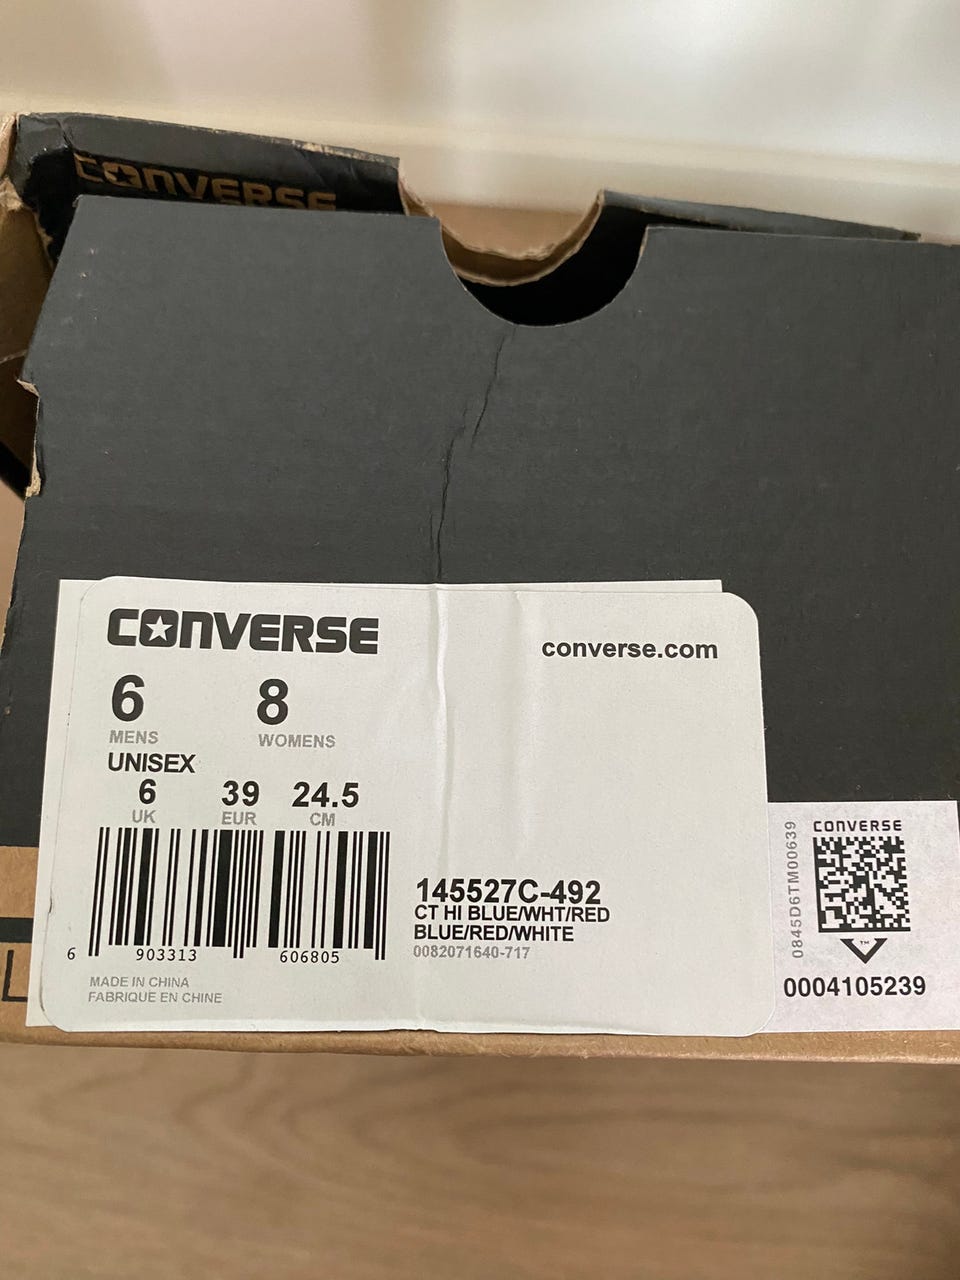 CONVERSE
CONVERSE
converse.com
6 8
MENS WOMENS
UNISEX
6 39 24.5
UK EUR CM
6 903313 606805
145527C-492
CT HI BLUE/WHT/RED
BLUE/RED/WHITE
0082071640-717
MADE IN CHINA
FABRIQUE EN CHINE
CONVERSE
0845D6TM00639
TM
0004105239
L